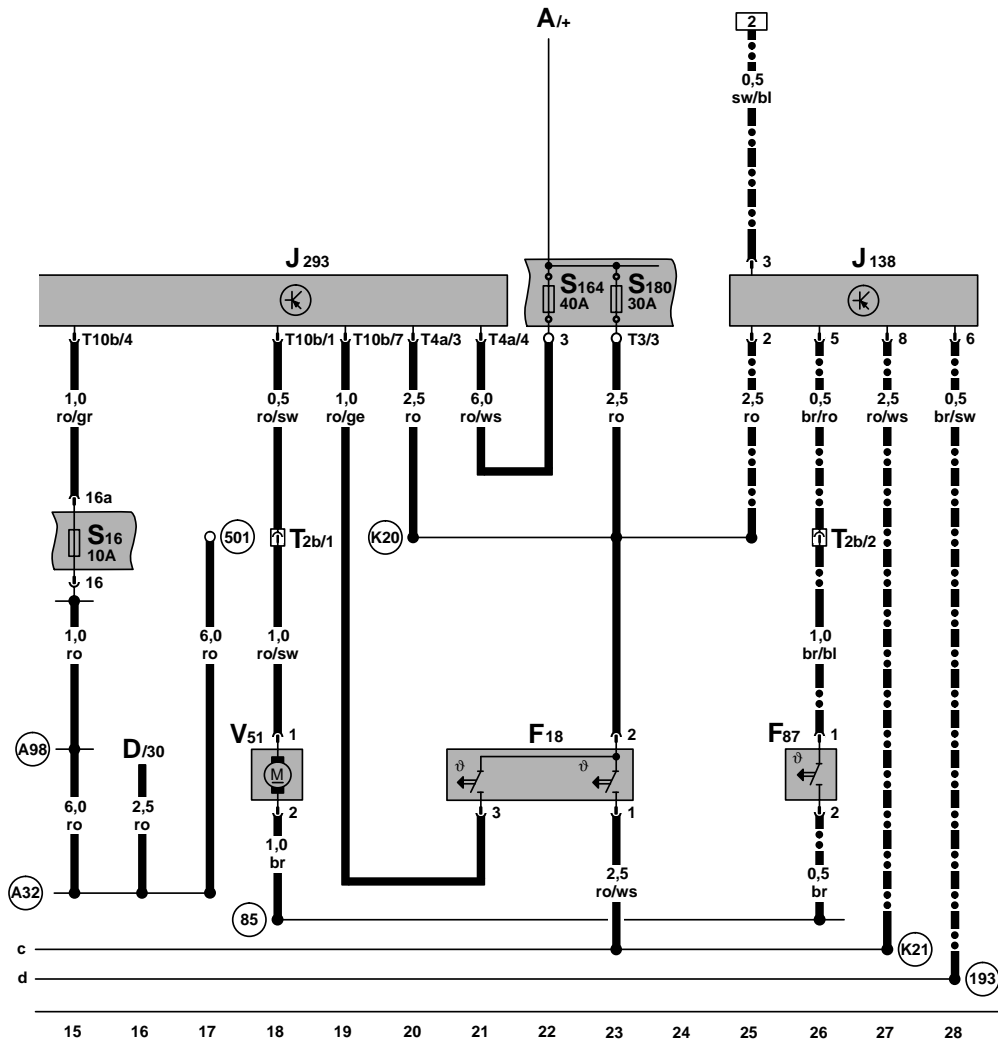 A/+
2
0,5
sw/bl
J 293
3
J 138
S164
40A
S180
30A
T10b/4
T10b/1
T10b/7
T4a/3
T4a/4
3
T3/3
2
5
8
6
1,0
ro/gr
0,5
ro/sw
1,0
ro/ge
2,5
ro
6,0
ro/ws
2,5
ro
2,5
ro
0,5
br/ro
2,5
ro/ws
0,5
br/sw
16a
S16
10A
16
501
T2b/1
K20
T2b/2
1,0
ro
6,0
ro
1,0
ro/sw
1,0
br/bl
A98
D/30
V51
1
F18
2
F87
1
M
ϑ
ϑ
ϑ
6,0
ro
2,5
ro
2
3
1
2
1,0
br
2,5
ro/ws
0,5
br
A32
85
c
K21
d
193
15 16 17 18 19 20 21 22 23 24 25 26 27 28